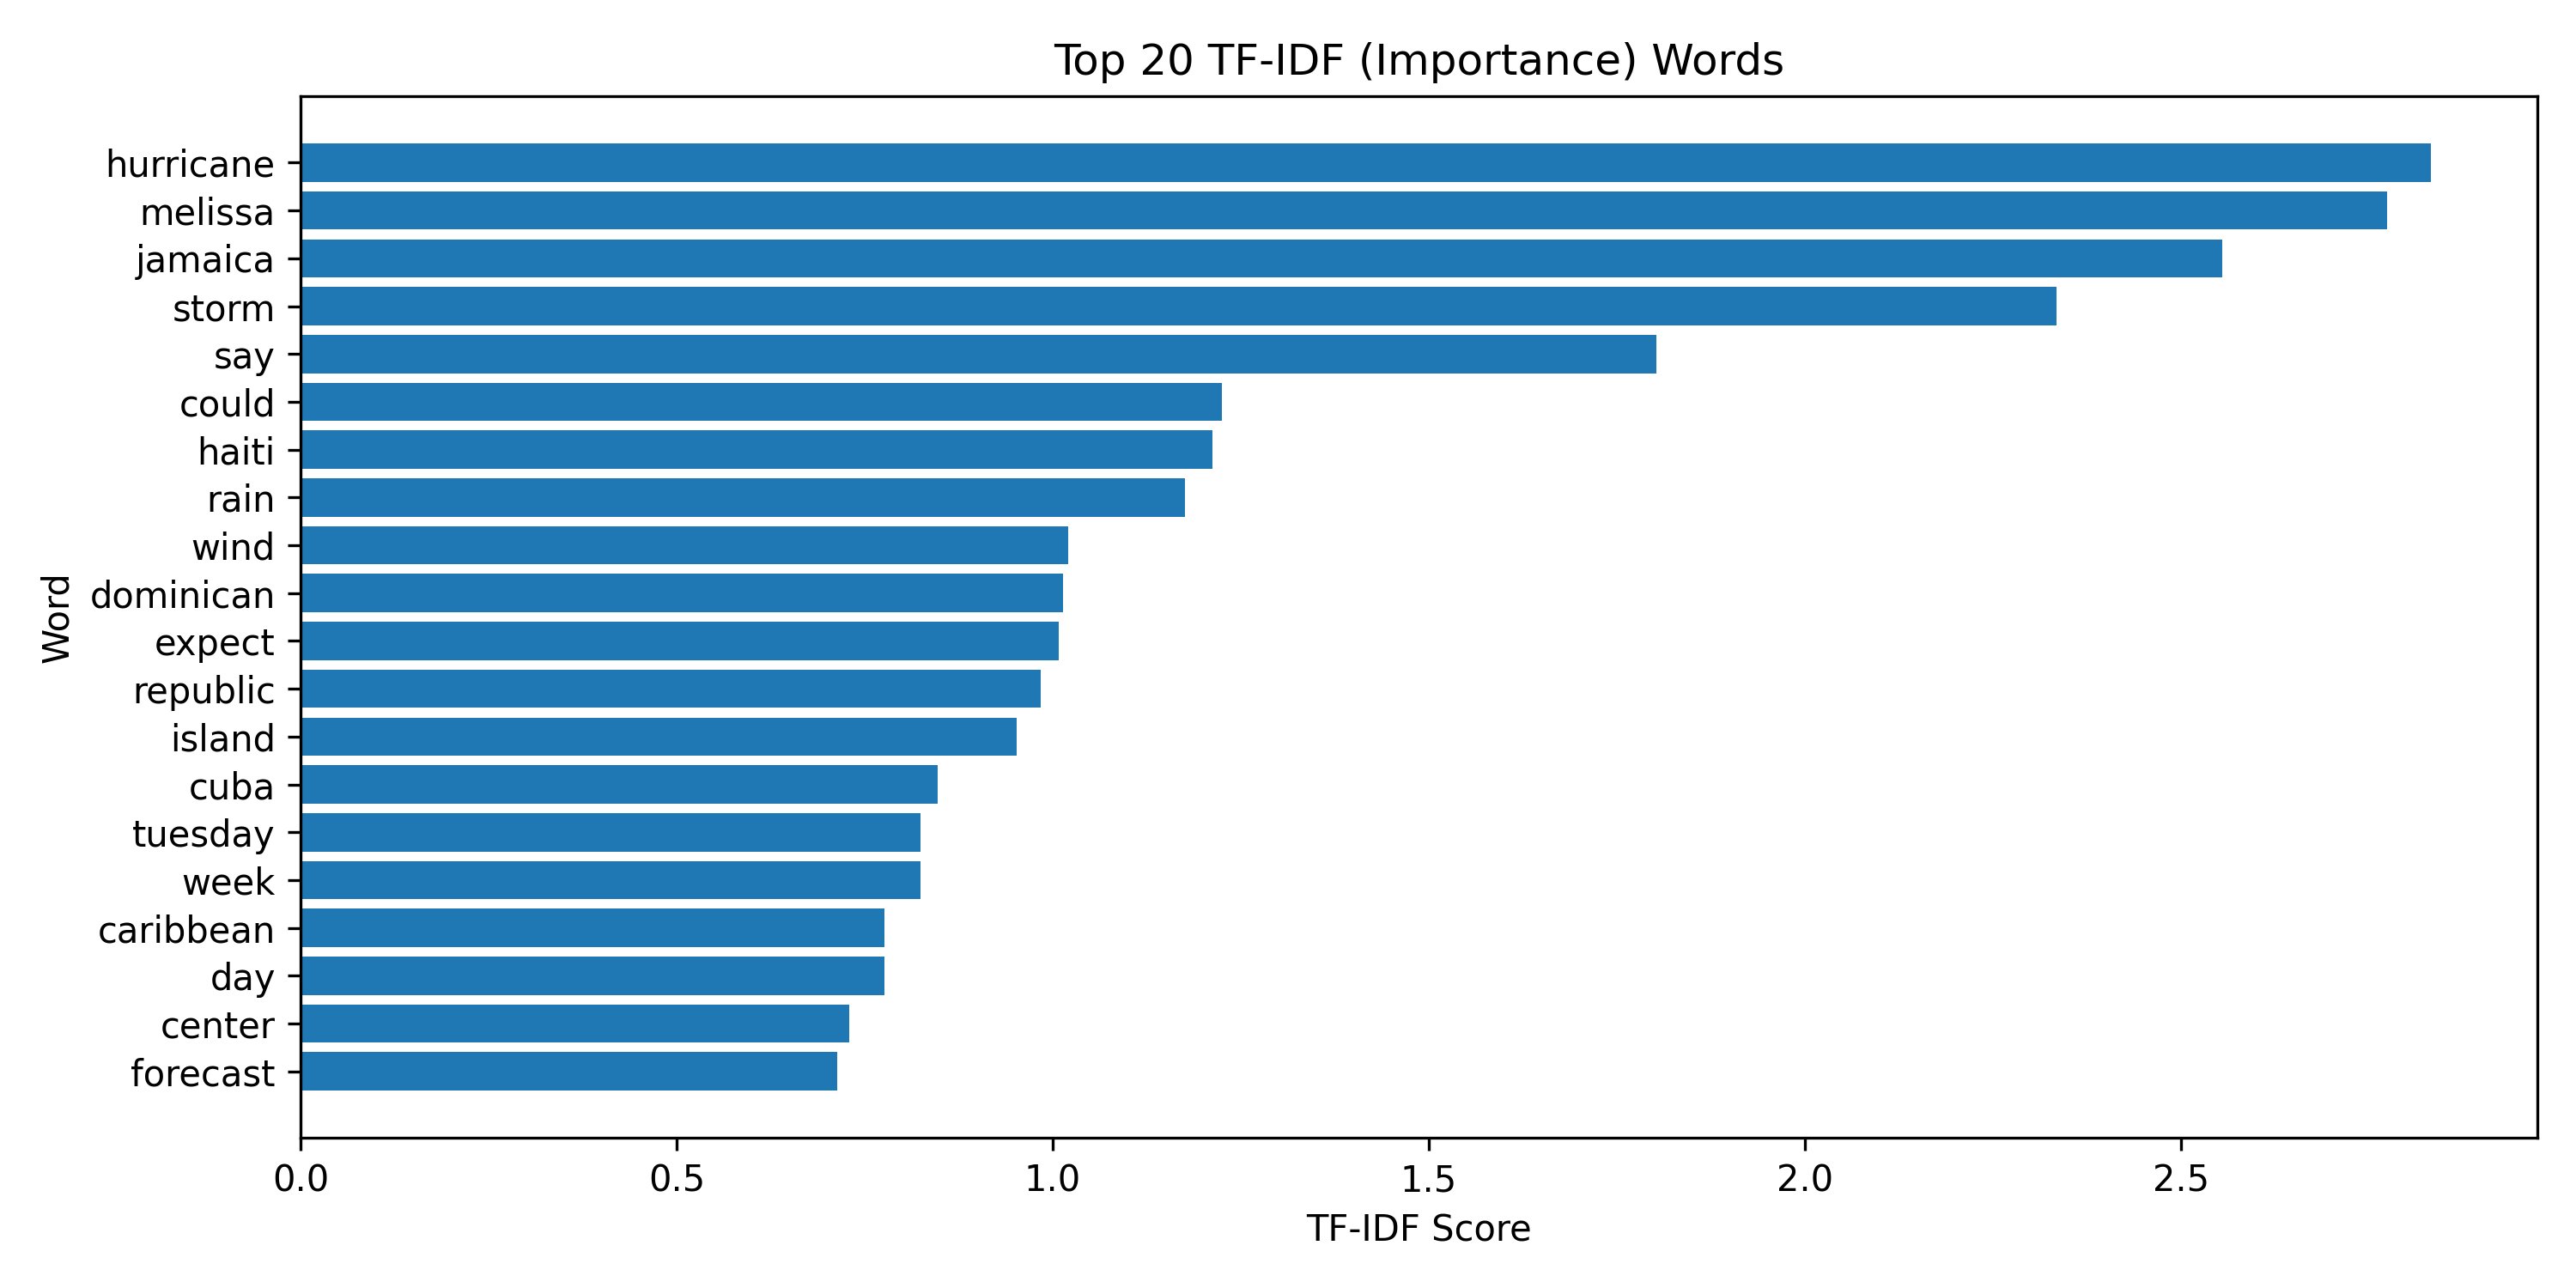 Top 20 TF-IDF (Importance) Words
Word
hurricane
melissa
jamaica
storm
say
could
haiti
rain
wind
dominican
expect
republic
island
cuba
tuesday
week
caribbean
day
center
forecast
0.0 0.5 1.0 1.5 2.0 2.5
TF-IDF Score